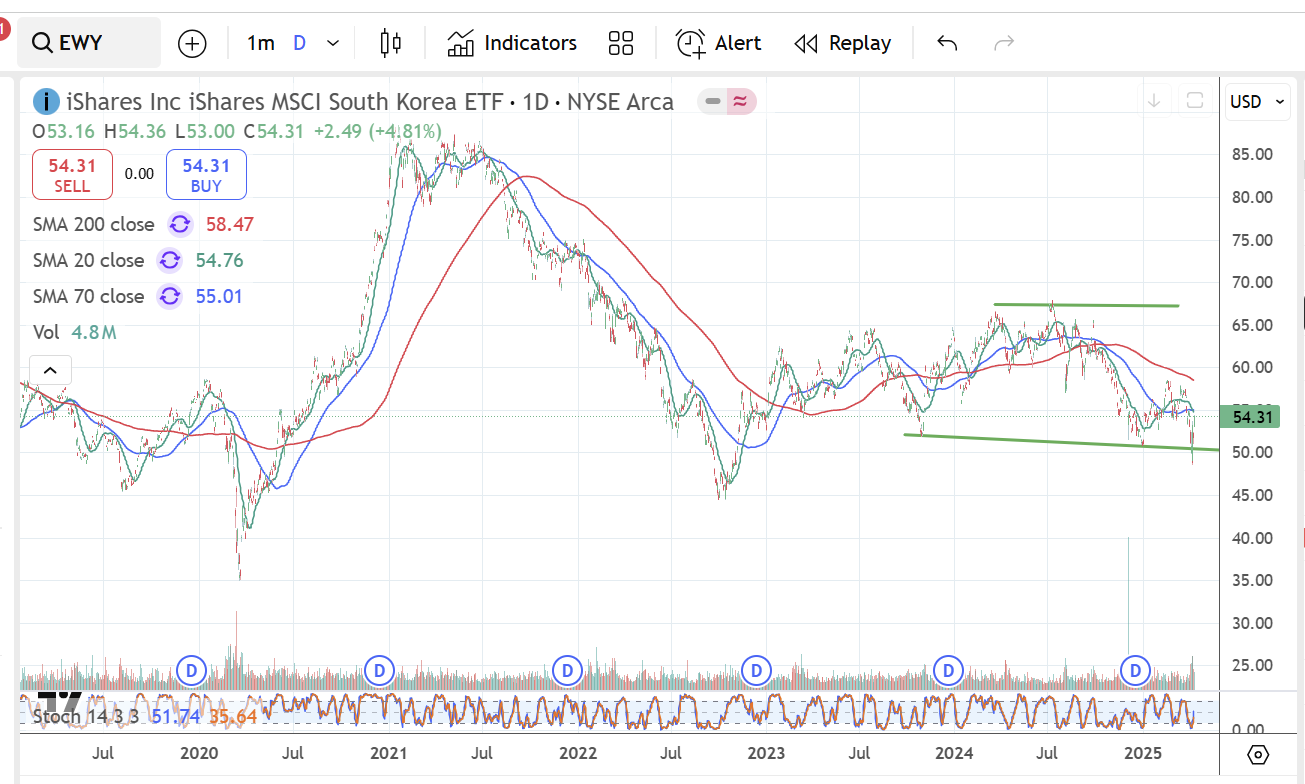 1
EWY 1m D Indicators Alert Replay
iShares Inc iShares MSCI South Korea ETF · 1D · NYSE Arca
USD
O53.16 H54.36 L53.00 C54.31 +2.49 (+4.81%)
54.31 0.00 54.31
SELL BUY
SMA 200 close 58.47
SMA 20 close 54.76
SMA 70 close 55.01
Vol 4.8M
85.00
80.00
75.00
70.00
65.00
60.00
54.31
50.00
45.00
40.00
35.00
30.00
25.00
D D D D D D
Stoch 14 3 3 51.74 35.64
0.00
Jul 2020 Jul 2021 Jul 2022 Jul 2023 Jul 2024 Jul 2025